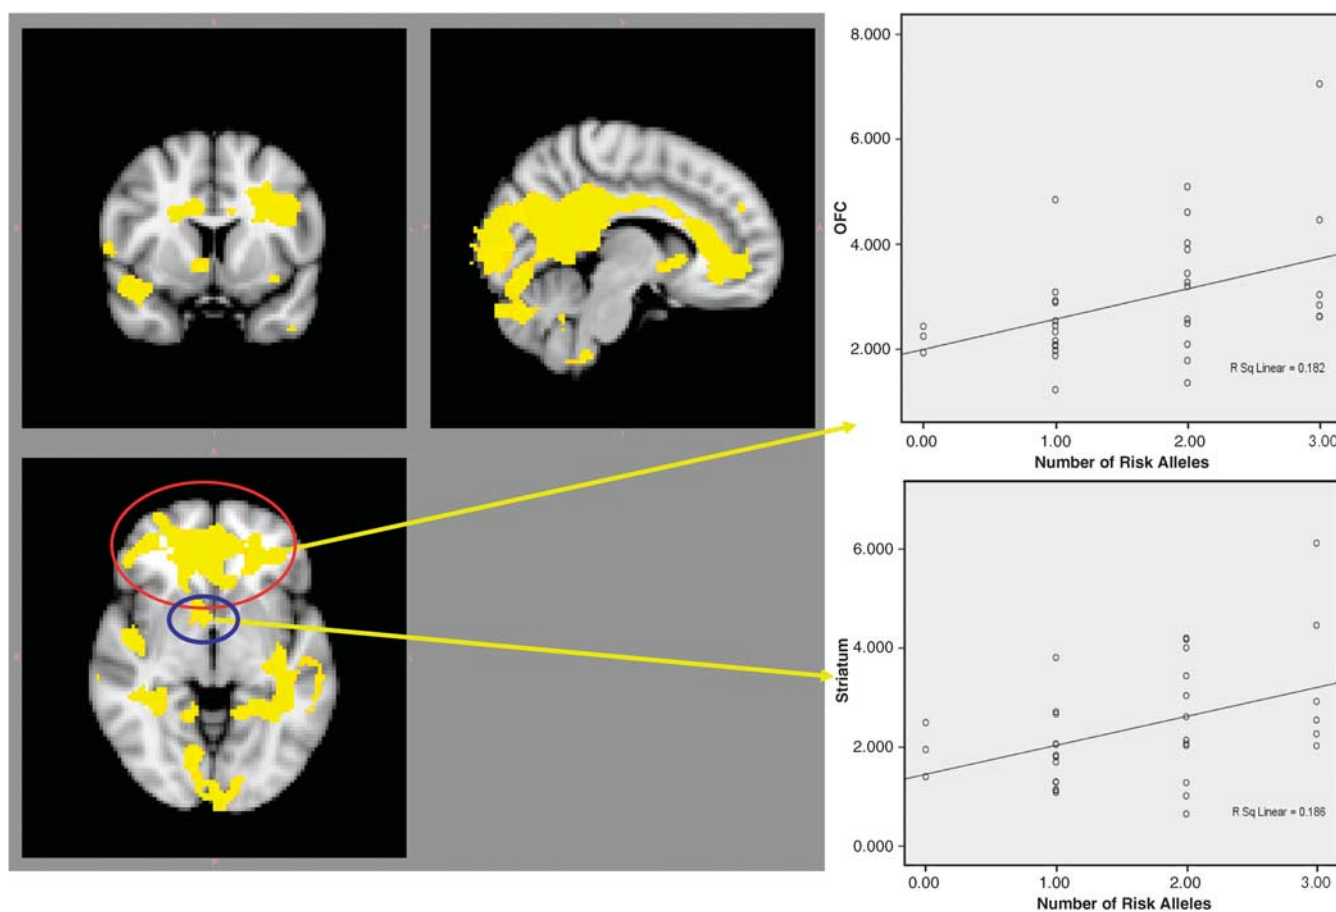 8.000
6.000
4.000
2.000
OFC
R Sq Linear = 0.182
0.00 1.00 2.00 3.00
Number of Risk Alleles
6.000
4.000
2.000
0.000
Striatum
R Sq Linear = 0.186
0.00 1.00 2.00 3.00
Number of Risk Alleles